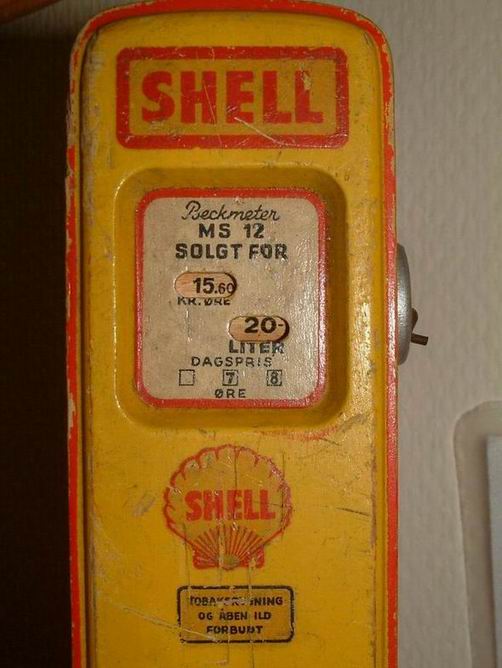 SHELL
Beckmeter
MS 12
SOLGT FOR
15.60
KR. ØRE
20-
LITER
DAGSPRIS
7 8
ØRE
SHELL
TOBAKSRYGNING
OG ÅBEN ILD
FORBUDT